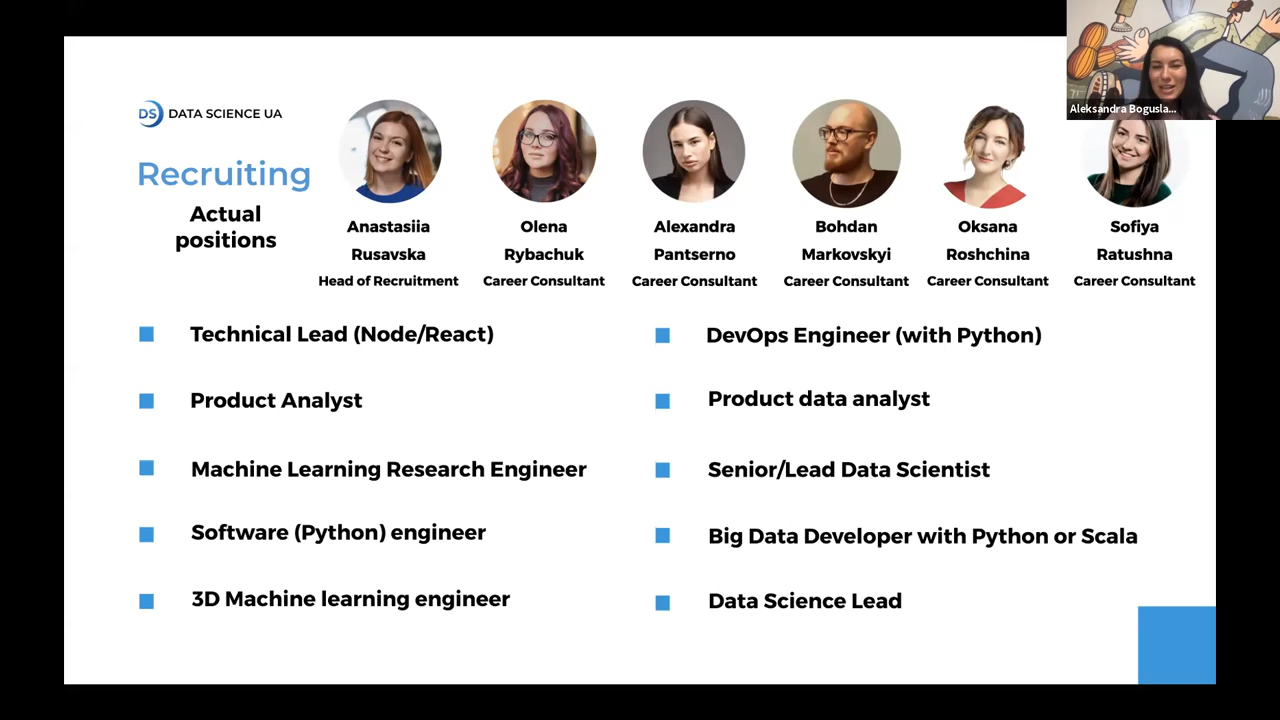 Aleksandra Bogusla...
DS DATA SCIENCE UA
Recruiting
Actual
positions
Anastasiia
Rusavska
Head of Recruitment
Olena
Rybachuk
Career Consultant
Alexandra
Pantserno
Career Consultant
Bohdan
Markovskyi
Career Consultant
Oksana
Roshchina
Career Consultant
Sofiya
Ratushna
Career Consultant
Technical Lead (Node/React)
Product Analyst
Machine Learning Research Engineer
Software (Python) engineer
3D Machine learning engineer
DevOps Engineer (with Python)
Product data analyst
Senior/Lead Data Scientist
Big Data Developer with Python or Scala
Data Science Lead